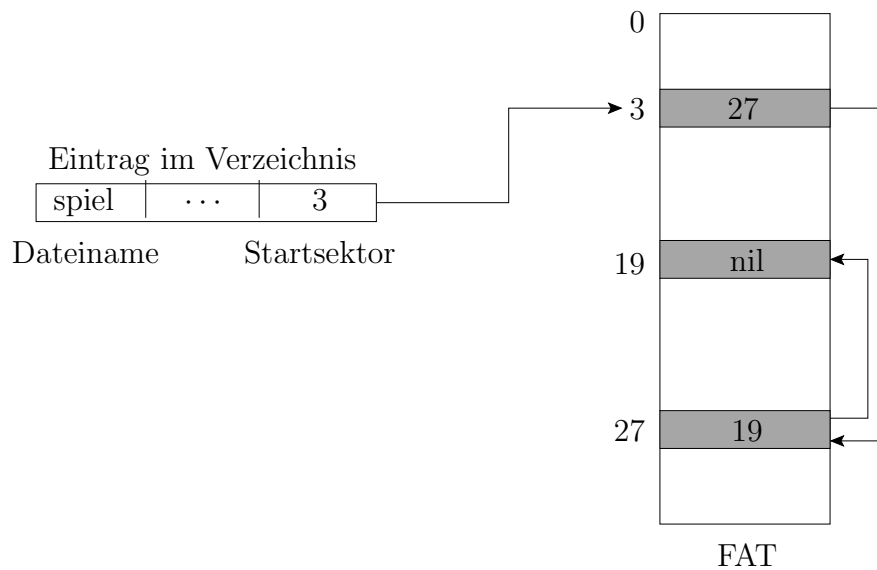 0
3 27
Eintrag im Verzeichnis
spiel ··· 3
Dateiname Startsektor
19 nil
27 19
FAT